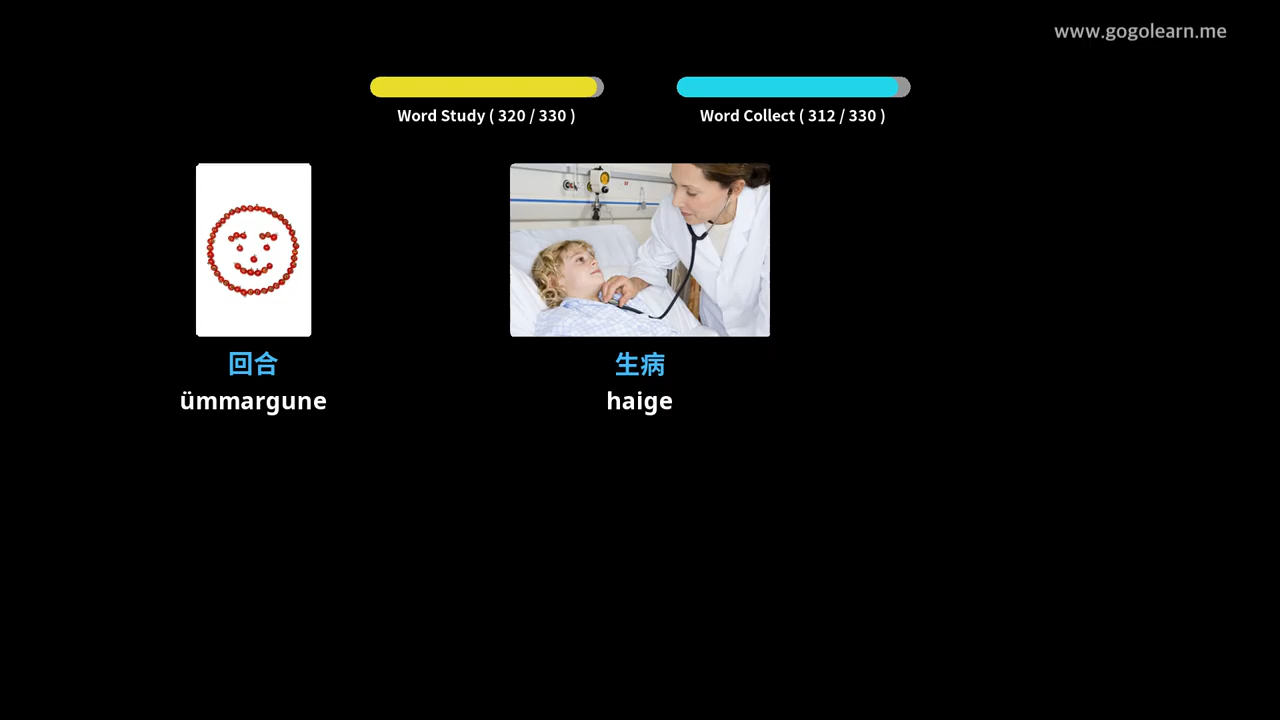 www.gogolearn.me
Word Study ( 320 / 330 )
Word Collect ( 312 / 330 )
回合
ümmargune
生病
haige